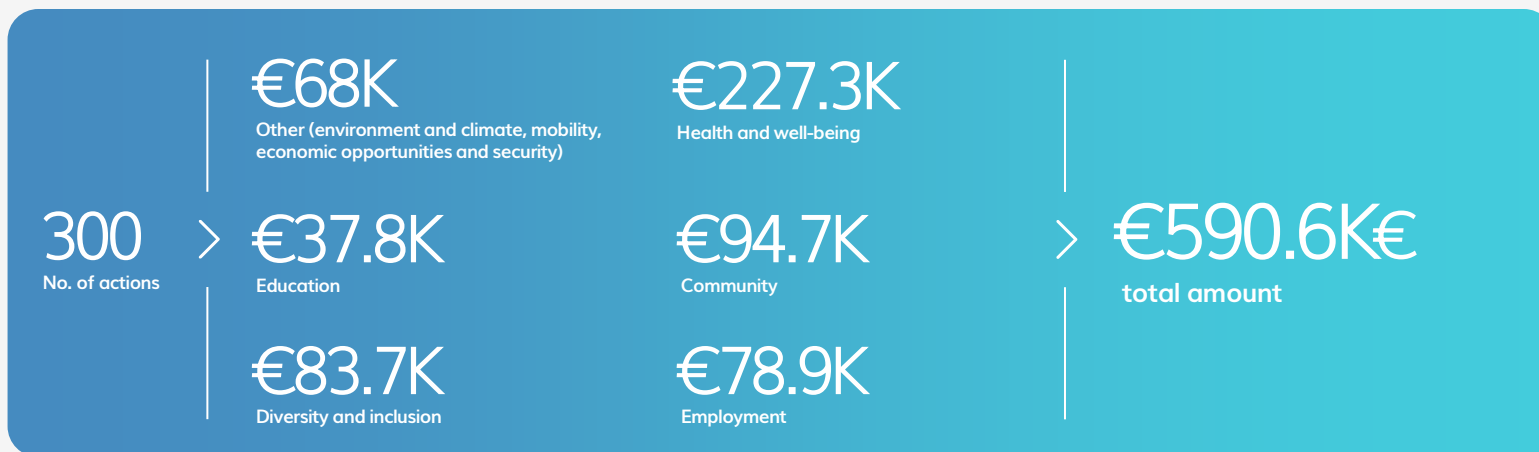 300
No. of actions
€68K
Other (environment and climate, mobility,
economic opportunities and security)
€37.8K
Education
€83.7K
Diversity and inclusion
€227.3K
Health and well-being
€94.7K
Community
€78.9K
Employment
€590.6K€
total amount